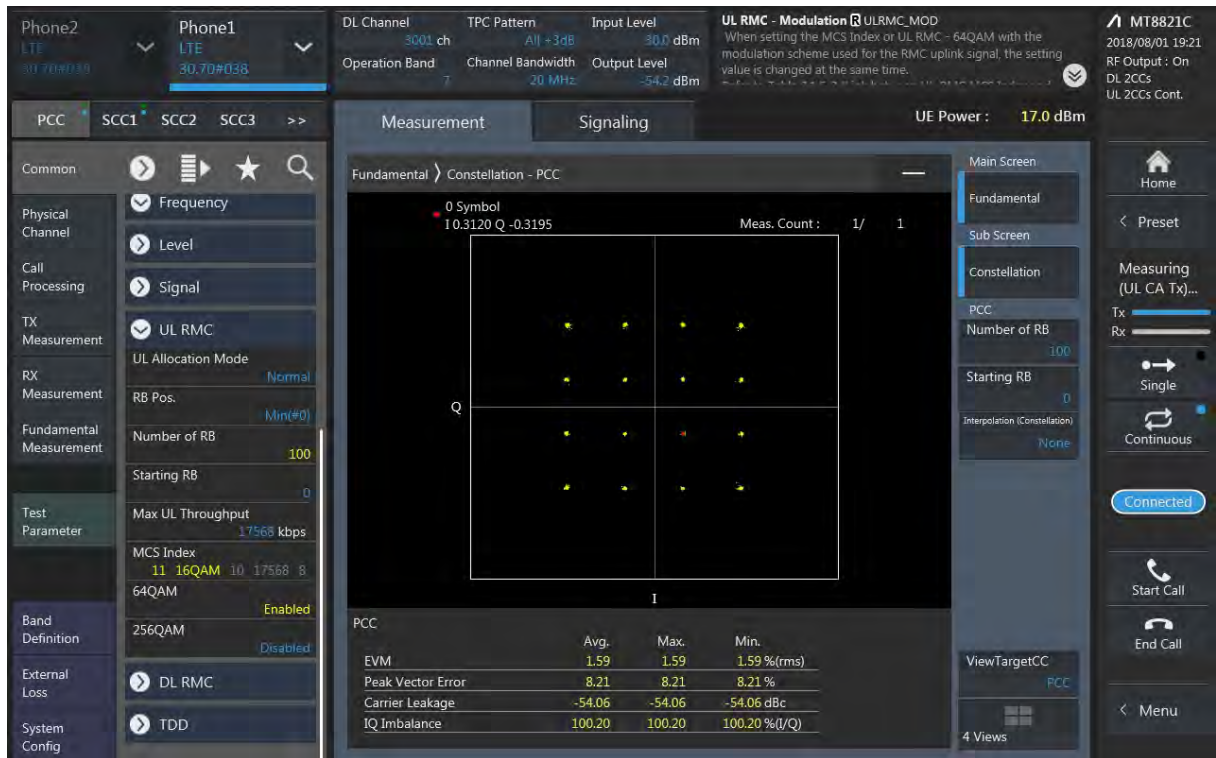 Phone2
LTE
30.70#038
Phone1
LTE
30.70#038
DL Channel
3001 ch
Operation Band
7
TPC Pattern
All +3dB
Channel Bandwidth
20 MHz
Input Level
30.0 dBm
Output Level
-54.2 dBm
UL RMC - Modulation R ULRMC_MOD
When setting the MCS Index or UL RMC - 64QAM with the
modulation scheme used for the RMC uplink signal, the setting
value is changed at the same time.
MT8821C
2018/08/01 19:21
RF Output : On
DL 2CCs
UL 2CCs Cont.
PCC SCC1 SCC2 SCC3 >>
Measurement
Signaling
UE Power : 17.0 dBm
Common
Physical
Channel
Call
Processing
TX
Measurement
RX
Measurement
Fundamental
Measurement
Test
Parameter
Band
Definition
External
Loss
System
Config
Frequency
Level
Signal
UL RMC
UL Allocation Mode
Normal
RB Pos.
Min(#0)
Number of RB
100
Starting RB
0
Max UL Throughput
17568 kbps
MCS Index
11 16QAM 10 17568 8
64QAM
Enabled
256QAM
Disabled
DL RMC
TDD
Fundamental > Constellation - PCC
0 Symbol
I 0.3120 Q -0.3195
Meas. Count : 1/ 1
Q
I
PCC
Avg. Max. Min.
EVM 1.59 1.59 1.59 %(rms)
Peak Vector Error 8.21 8.21 8.21 %
Carrier Leakage -54.06 -54.06 -54.06 dBc
IQ Imbalance 100.20 100.20 100.20 %(I/Q)
Main Screen
Fundamental
Sub Screen
Constellation
PCC
Number of RB
100
Starting RB
0
Interpolation (Constellation)
None
ViewTargetCC
PCC
4 Views
Home
< Preset
Measuring
(UL CA Tx)...
Tx
Rx
Single
Continuous
Connected
Start Call
End Call
< Menu